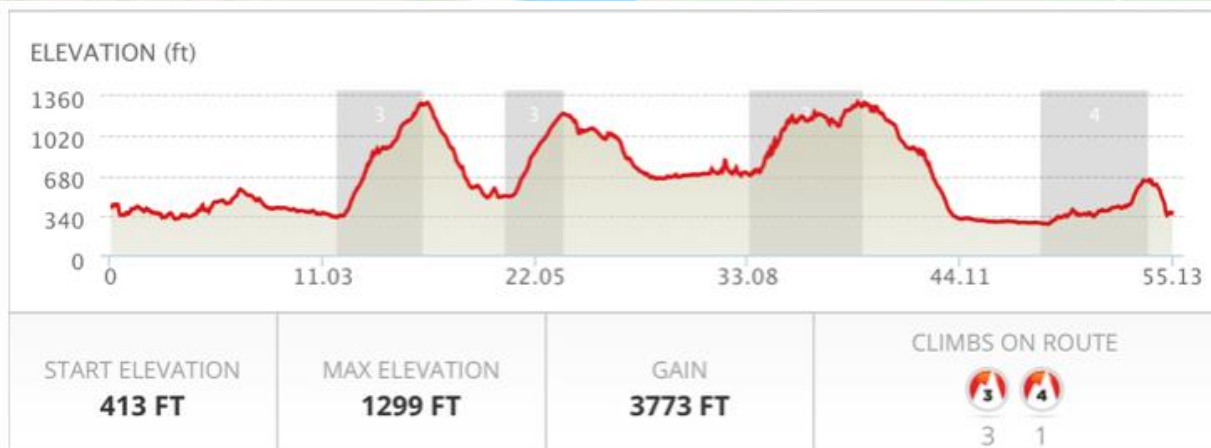 ELEVATION (ft)
1360
1020
680
340
0
3
3
3
4
0
11.03
22.05
33.08
44.11
55.13
START ELEVATION
413 FT
MAX ELEVATION
1299 FT
GAIN
3773 FT
CLIMBS ON ROUTE
3 4
3 1